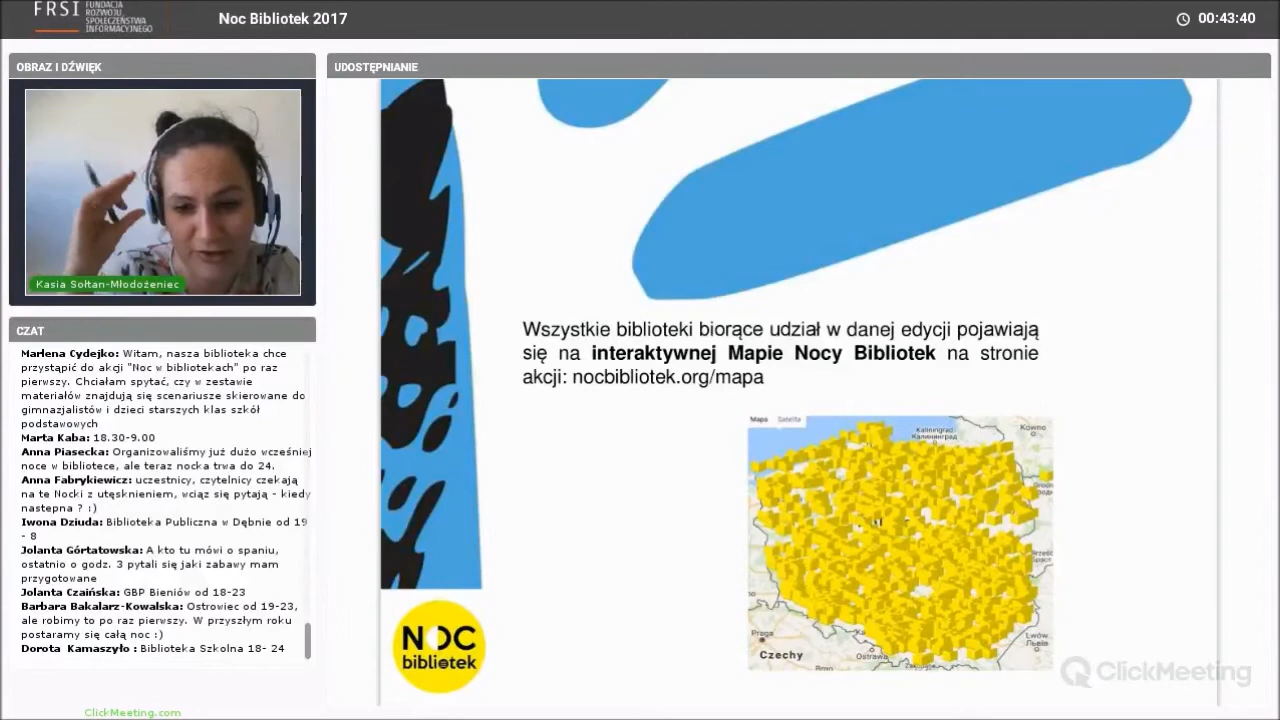 FRSI
FUNDACJA
ROZWOJU
SPOŁECZEŃSTWA
INFORMACYJNEGO
Noc Bibliotek 2017
00:43:40
OBRAZ I DŹWIĘK
Kasia Sołtan-Młodożeniec
CZAT
Marlena Cydejko: Witam, nasza biblioteka chce
przystąpić do akcji "Noc w bibliotekach" po raz
pierwszy. Chciałam spytać, czy w zestawie
materiałów znajdują się scenariusze skierowane do
gimnazjalistów i dzieci starszych klas szkół
podstawowych
Marta Kaba: 18.30-9.00
Anna Piasecka: Organizowaliśmy już dużo wcześniej
noce w bibliotece, ale teraz nocka trwa do 24.
Anna Fabrykiewicz: uczestnicy, czytelnicy czekają
na te Nocki z utęsknieniem, wciąz się pytają - kiedy
nastepna ? :)
Iwona Dziuda: Biblioteka Publiczna w Dębnie od 19
- 8
Jolanta Górtatowska: A kto tu mówi o spaniu,
ostatnio o godz. 3 pytali się jaki zabawy mam
przygotowane
Jolanta Czaińska: GBP Bieniów od 18-23
Barbara Bakalarz-Kowalska: Ostrowiec od 19-23,
ale robimy to po raz pierwszy. W przyszłym roku
postaramy się całą noc :)
Dorota Kamaszyło : Biblioteka Szkolna 18- 24
ClickMeeting.com
UDOSTĘPNIANIE
Wszystkie biblioteki biorące udział w danej edycji pojawiają
się na interaktywnej Mapie Nocy Bibliotek na stronie
akcji: nocbibliotek.org/mapa
Mapa Satelita
Kaliningrad
Калининград
Kowno
Praga
Czechy
Ostrawa
Brno
Lwów
Львів
NOC
bibliotek
ClickMeeting